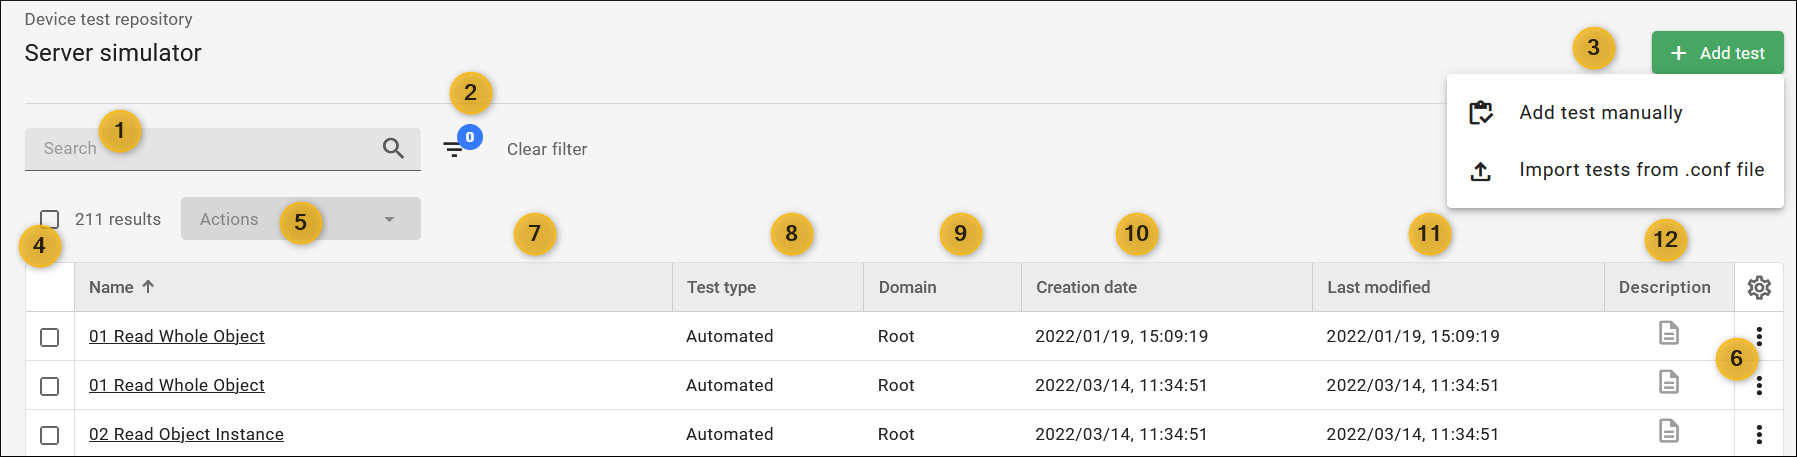 Device test repository
Server simulator
3
+ Add test
2
Add test manually
1
Search
0
Clear filter
Import tests from .conf file
211 results
Actions
5
4
7
8
9
10
11
12
Name Test type Domain Creation date Last modified Description
01 Read Whole Object Automated Root 2022/01/19, 15:09:19 2022/01/19, 15:09:19
6
01 Read Whole Object Automated Root 2022/03/14, 11:34:51 2022/03/14, 11:34:51
02 Read Object Instance Automated Root 2022/03/14, 11:34:51 2022/03/14, 11:34:51